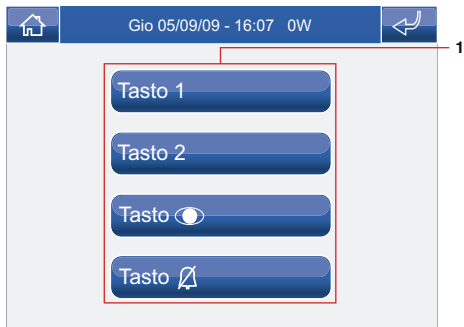 Gio 05/09/09 - 16:07 0W
1
Tasto 1
Tasto 2
Tasto
Tasto